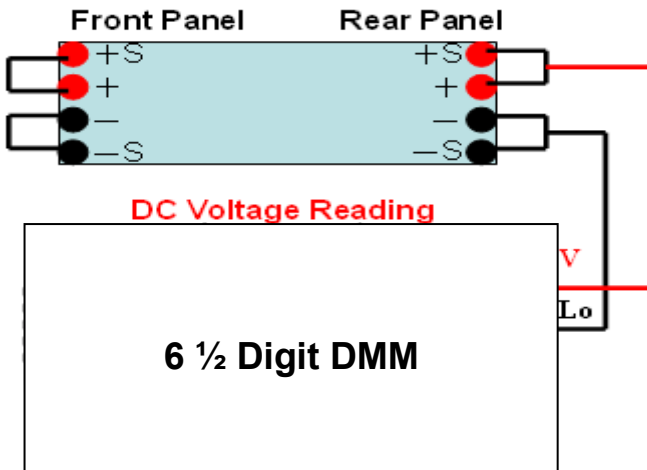 Front Panel Rear Panel
+S +S
+ +
− −
−S −S
DC Voltage Reading
V
Lo
6 ½ Digit DMM